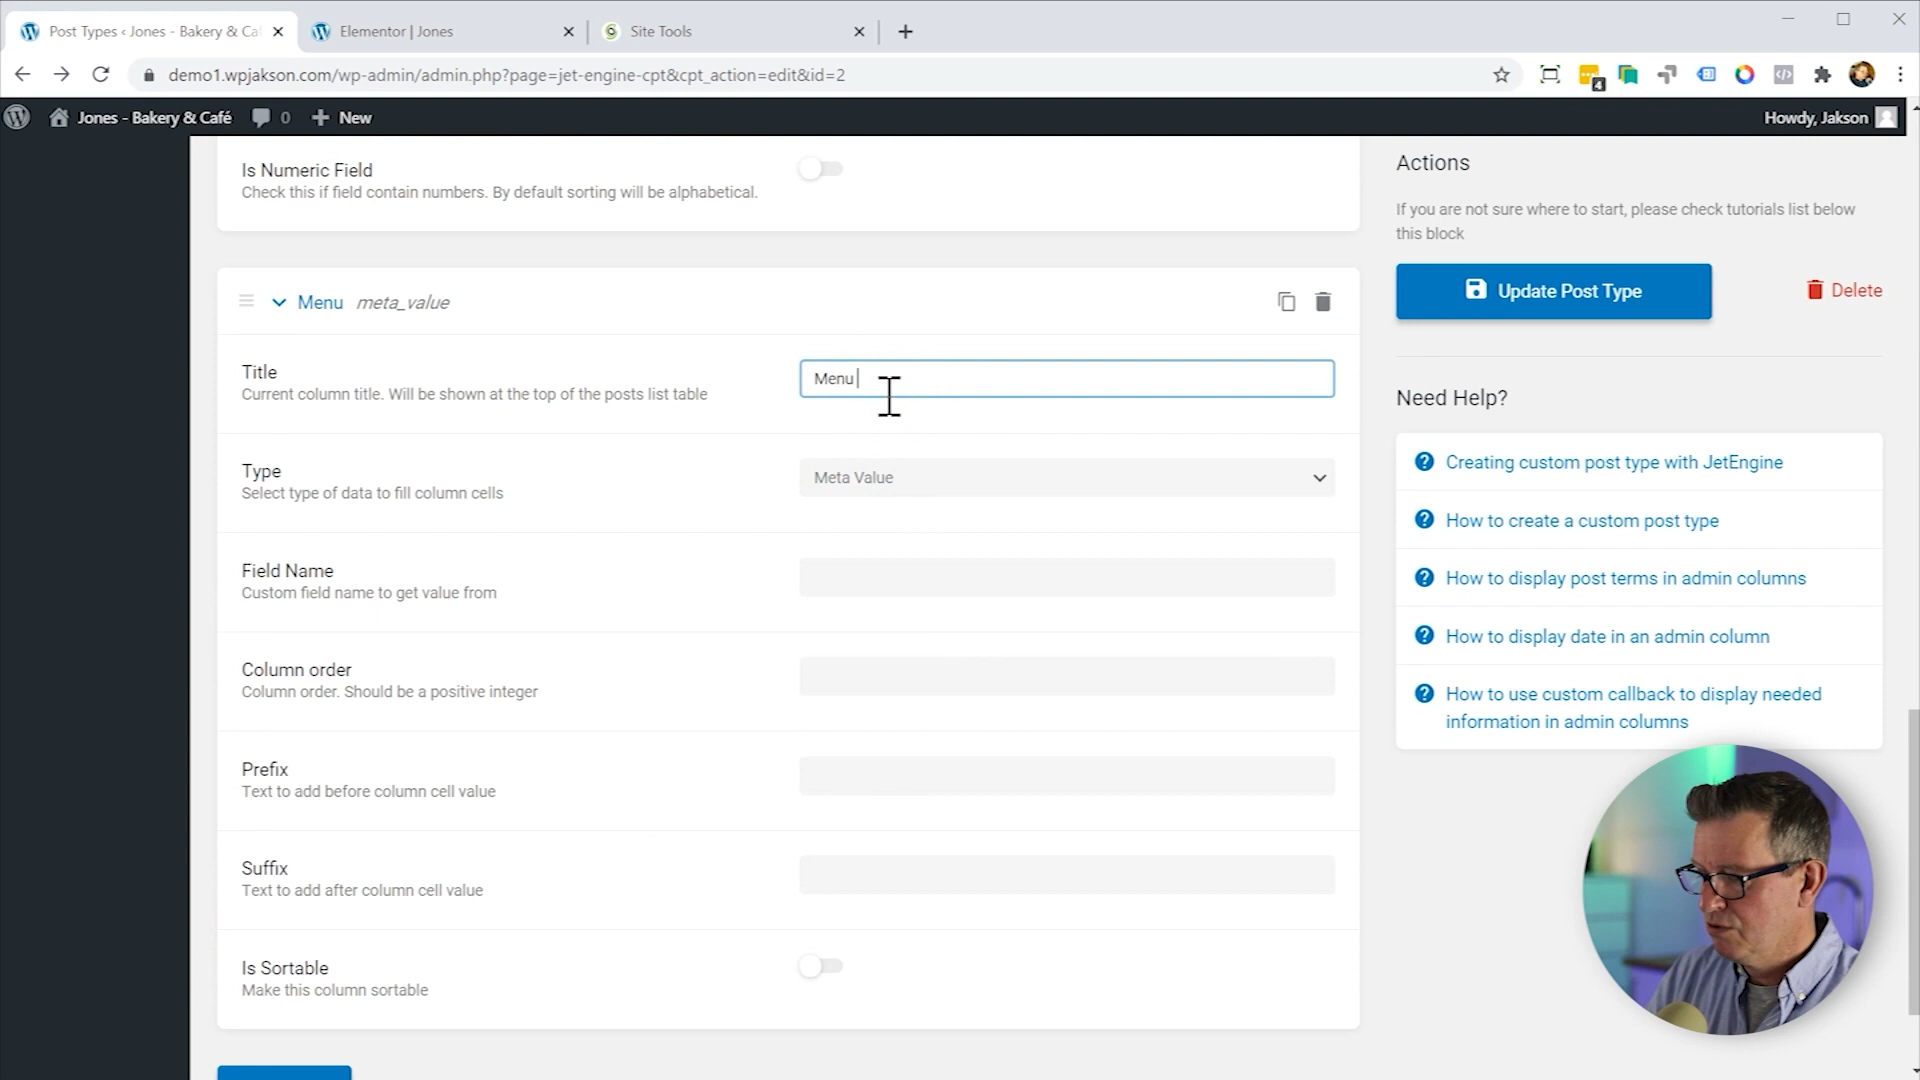 Post Types ‹ Jones - Bakery & Ca
Elementor | Jones
Site Tools
demo1.wpjakson.com/wp-admin/admin.php?page=jet-engine-cpt&cpt_action=edit&id=2
4
Jones - Bakery & Café
0
New
Howdy, Jakson
Is Numeric Field
Check this if field contain numbers. By default sorting will be alphabetical.
Actions
If you are not sure where to start, please check tutorials list below
this block
Update Post Type
Delete
Menu meta_value
Title
Current column title. Will be shown at the top of the posts list table
Menu
Type
Select type of data to fill column cells
Meta Value
Field Name
Custom field name to get value from
Column order
Column order. Should be a positive integer
Prefix
Text to add before column cell value
Suffix
Text to add after column cell value
Is Sortable
Make this column sortable
Need Help?
Creating custom post type with JetEngine
How to create a custom post type
How to display post terms in admin columns
How to display date in an admin column
How to use custom callback to display needed
information in admin columns